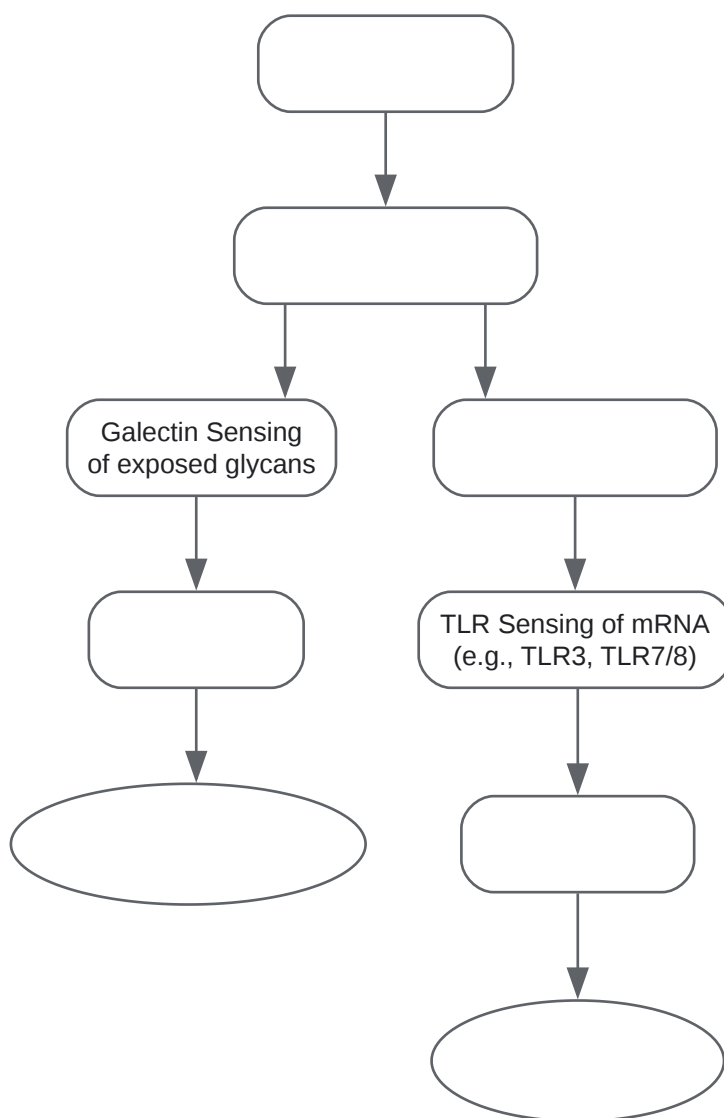 Galectin Sensing
of exposed glycans
TLR Sensing of mRNA
(e.g., TLR3, TLR7/8)